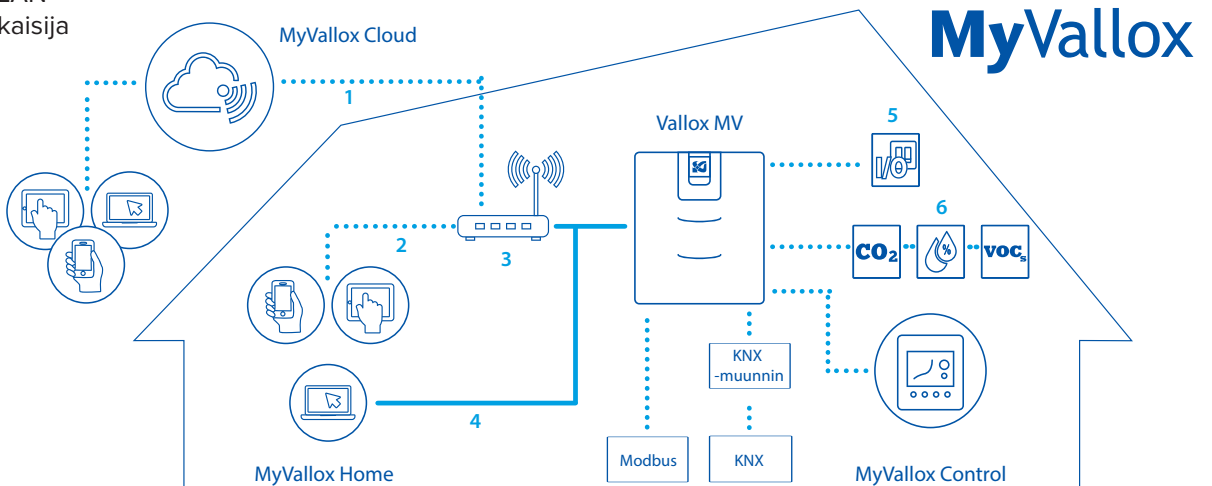 kaisija
MyVallox Cloud
MyVallox
1
Vallox MV
5
I/O
6
2
3
CO₂
%
VOCs
KNX
-muunnin
4
Modbus
KNX
MyVallox Home
MyVallox Control